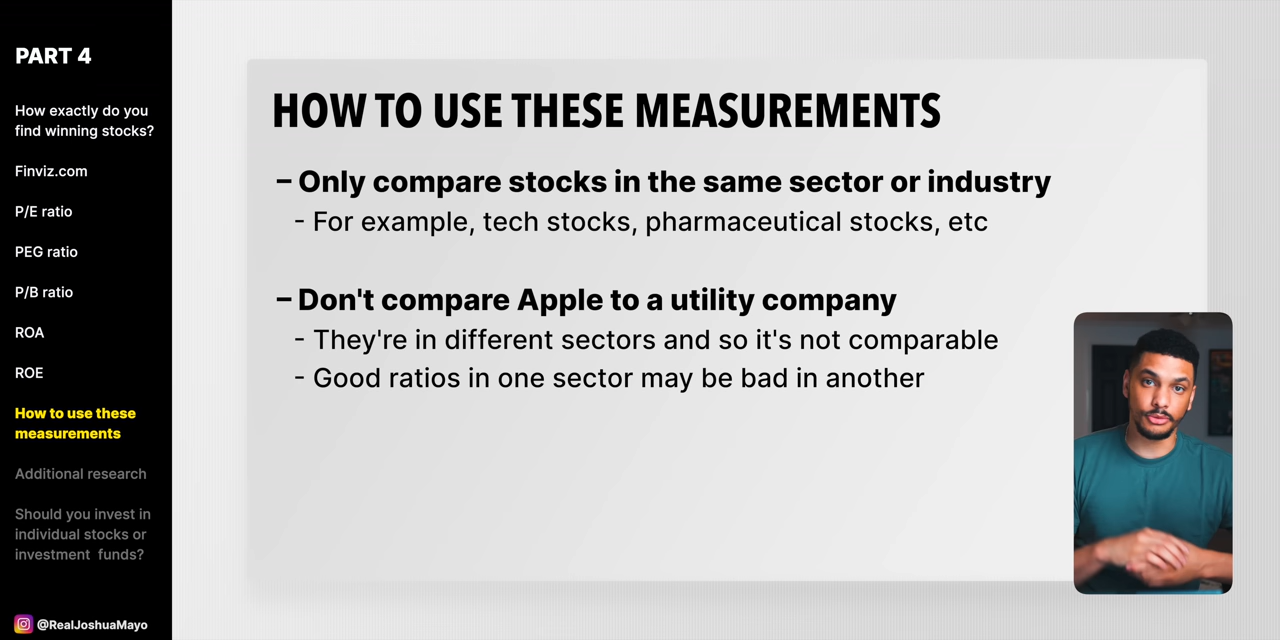 PART 4
How exactly do you
find winning stocks?
Finviz.com
P/E ratio
PEG ratio
P/B ratio
ROA
ROE
How to use these
measurements
Additional research
Should you invest in
individual stocks or
investment  funds?
@RealJoshuaMayo
HOW TO USE THESE MEASUREMENTS
– Only compare stocks in the same sector or industry
- For example, tech stocks, pharmaceutical stocks, etc
– Don't compare Apple to a utility company
- They're in different sectors and so it's not comparable
- Good ratios in one sector may be bad in another